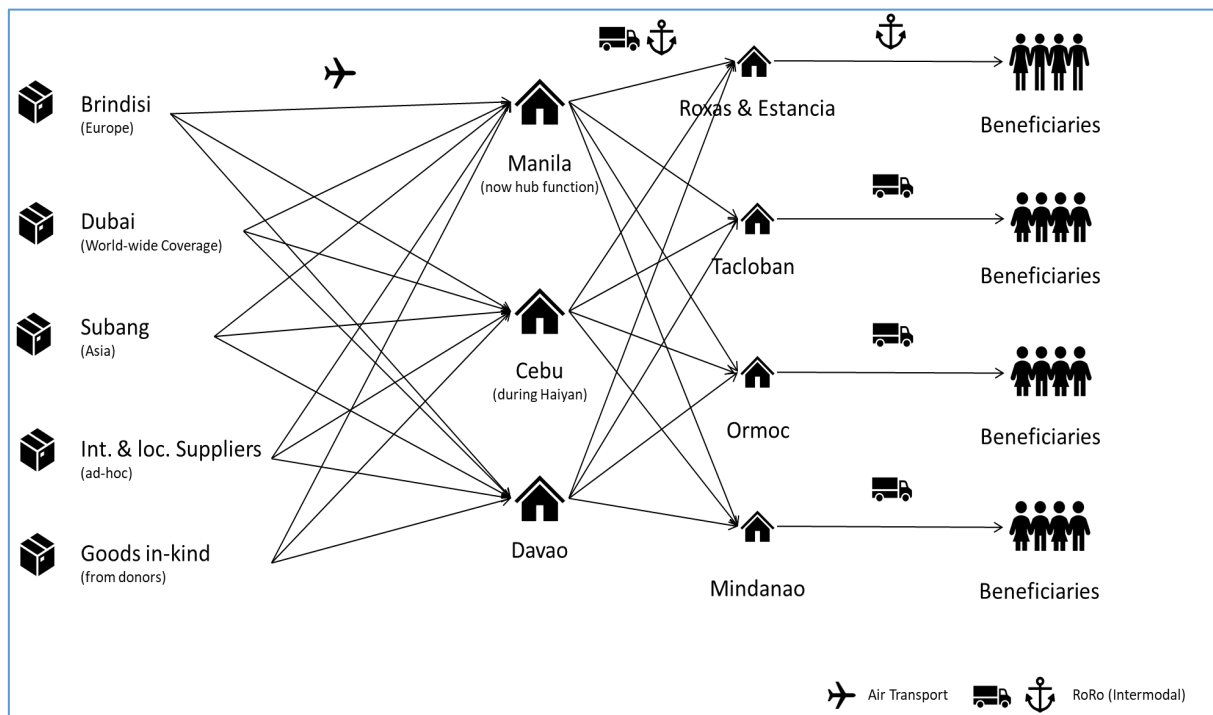 Brindisi
(Europe)
Dubai
(World-wide Coverage)
Subang
(Asia)
Int. & loc. Suppliers
(ad-hoc)
Goods in-kind
(from donors)
Manila
(now hub function)
Cebu
(during Haiyan)
Davao
Roxas & Estancia
Tacloban
Ormoc
Mindanao
Beneficiaries
Beneficiaries
Beneficiaries
Beneficiaries
Air Transport
RoRo (Intermodal)